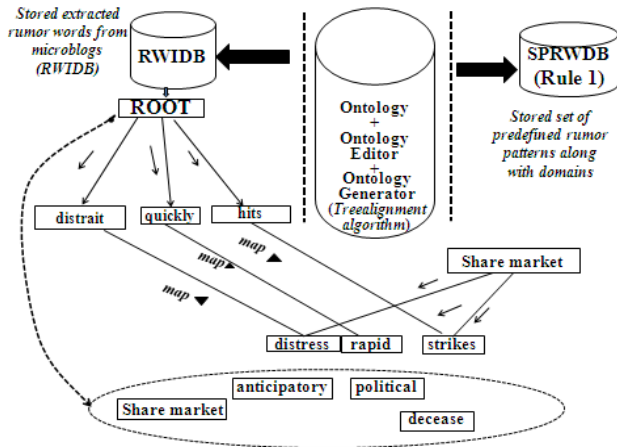 Stored extracted
rumor words from
microblogs
(RWIDB)
RWIDB
SPRWDB
(Rule 1)
Stored set of
predefined rumor
patterns along
with domains
Ontology
+
Ontology
Editor
+
Ontology
Generator
(Treealignment
algorithm)
ROOT
distrait
quickly
hits
map
map
map
Share market
distress
rapid
strikes
anticipatory
political
Share market
decease